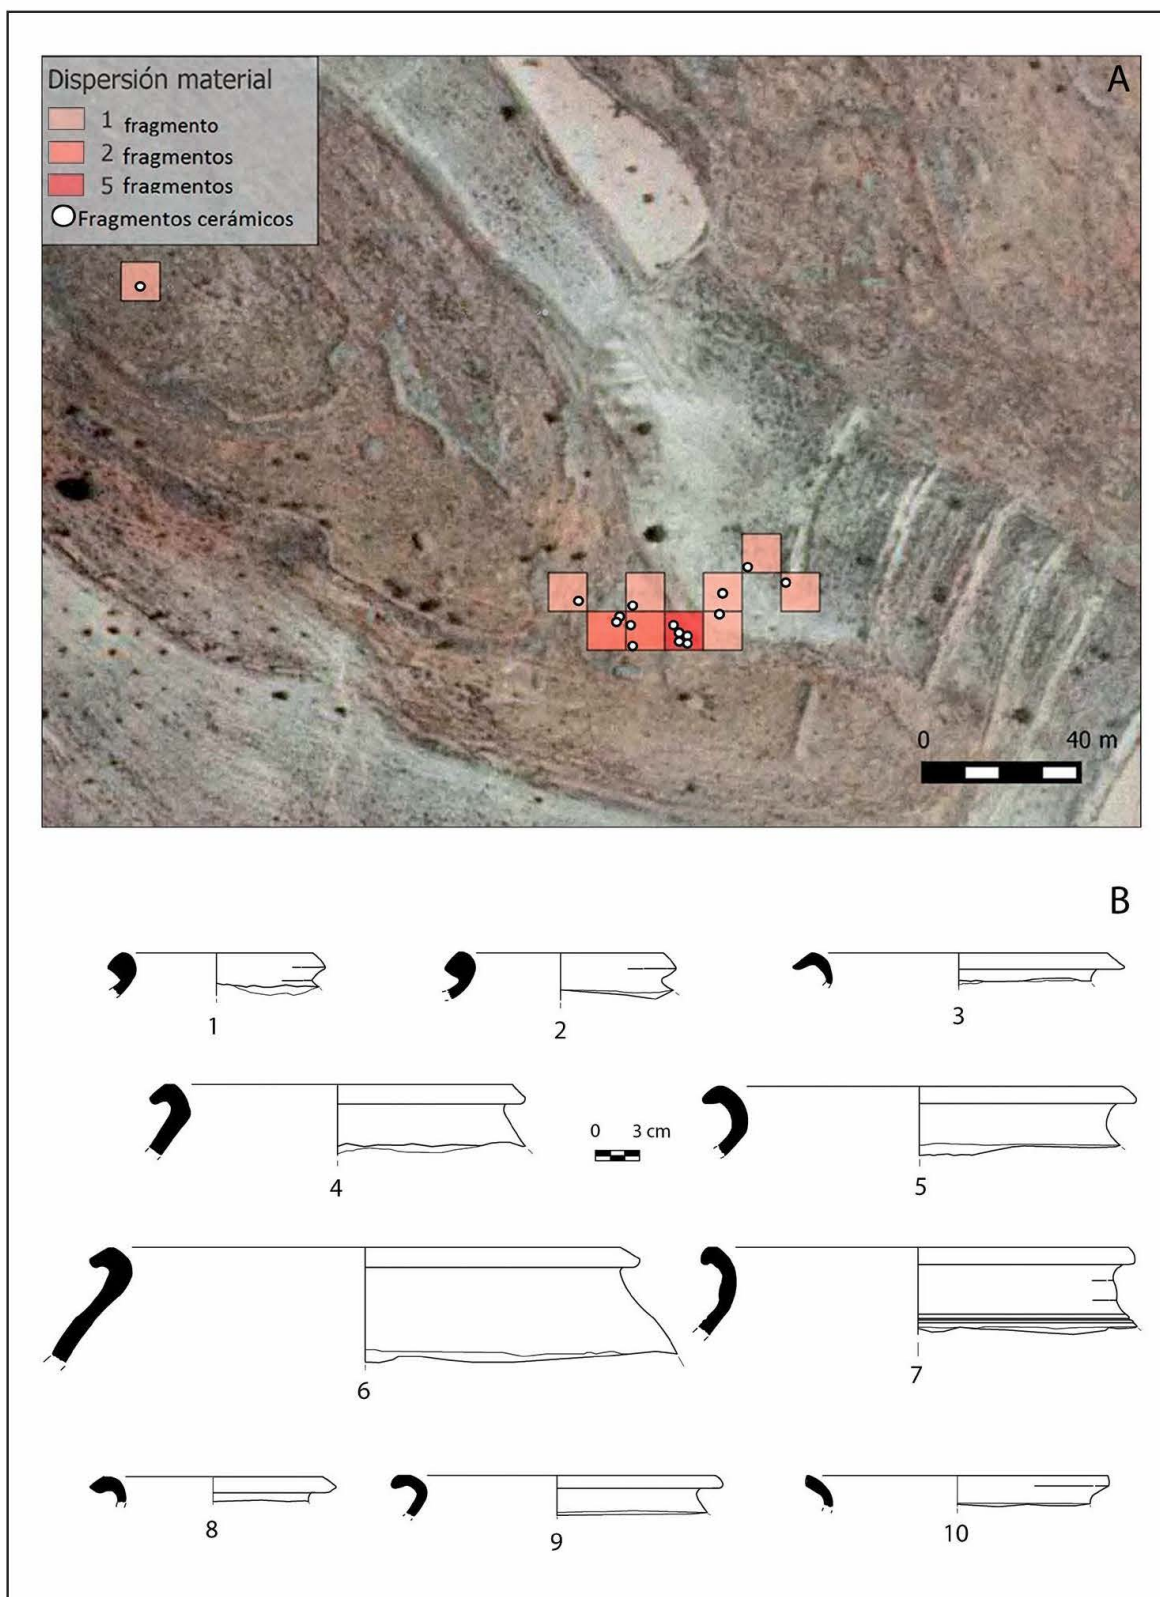 A
Dispersión material
1 fragmento
2 fragmentos
5 fragmentos
Fragmentos cerámicos
0 40 m
B
1
2
3
0 3 cm
4
5
6
7
8
9
10